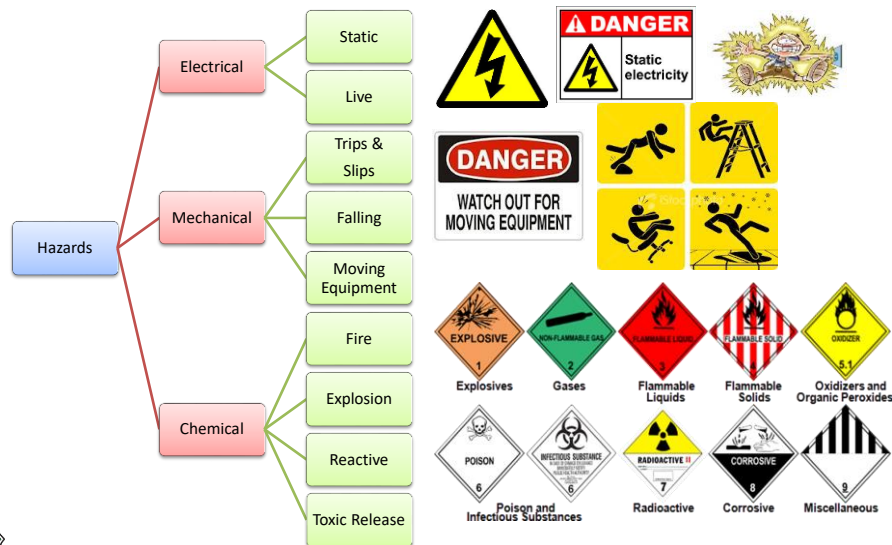 Hazards
Electrical
Static
Live
Mechanical
Trips &
Slips
Falling
Moving
Equipment
Chemical
Fire
Explosion
Reactive
Toxic Release
DANGER
Static
electricity
DANGER
WATCH OUT FOR
MOVING EQUIPMENT
EXPLOSIVE
1
Explosives
NON-FLAMMABLE GAS
2
Gases
FLAMMABLE LIQUID
3
Flammable
Liquids
FLAMMABLE SOLID
4
Flammable
Solids
OXIDIZER
5.1
Oxidizers and
Organic Peroxides
POISON
6
INFECTIOUS SUBSTANCE
6
Poison and
Infectious Substances
RADIOACTIVE II
7
Radioactive
CORROSIVE
8
Corrosive
9
Miscellaneous
»